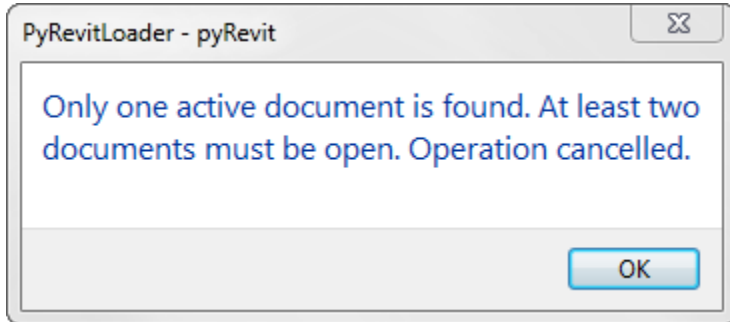 PyRevitLoader - pyRevit
Only one active document is found. At least two
documents must be open. Operation cancelled.
OK